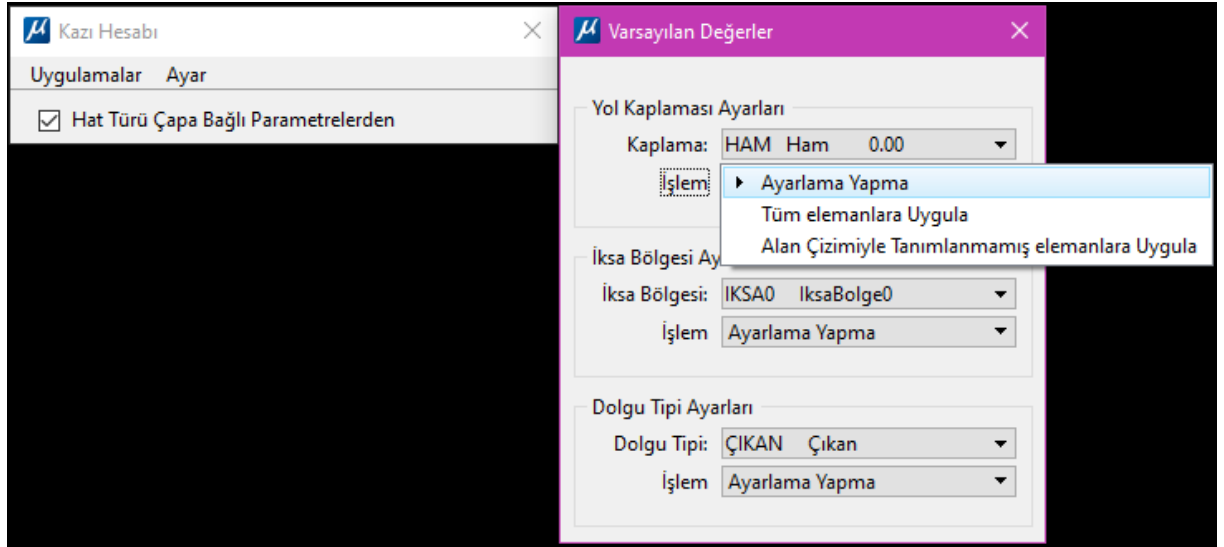 Kazı Hesabı
Uygulamalar Ayar
Hat Türü Çapa Bağlı Parametrelerden
Varsayılan Değerler
Yol Kaplaması Ayarları
Kaplama: HAM Ham 0.00
İşlem
Ayarlama Yapma
Tüm elemanlara Uygula
Alan Çizimiyle Tanımlanmamış elemanlara Uygula
İksa Bölgesi Ay
İksa Bölgesi: IKSA0 IksaBolge0
İşlem Ayarlama Yapma
Dolgu Tipi Ayarları
Dolgu Tipi: ÇIKAN Çıkan
İşlem Ayarlama Yapma